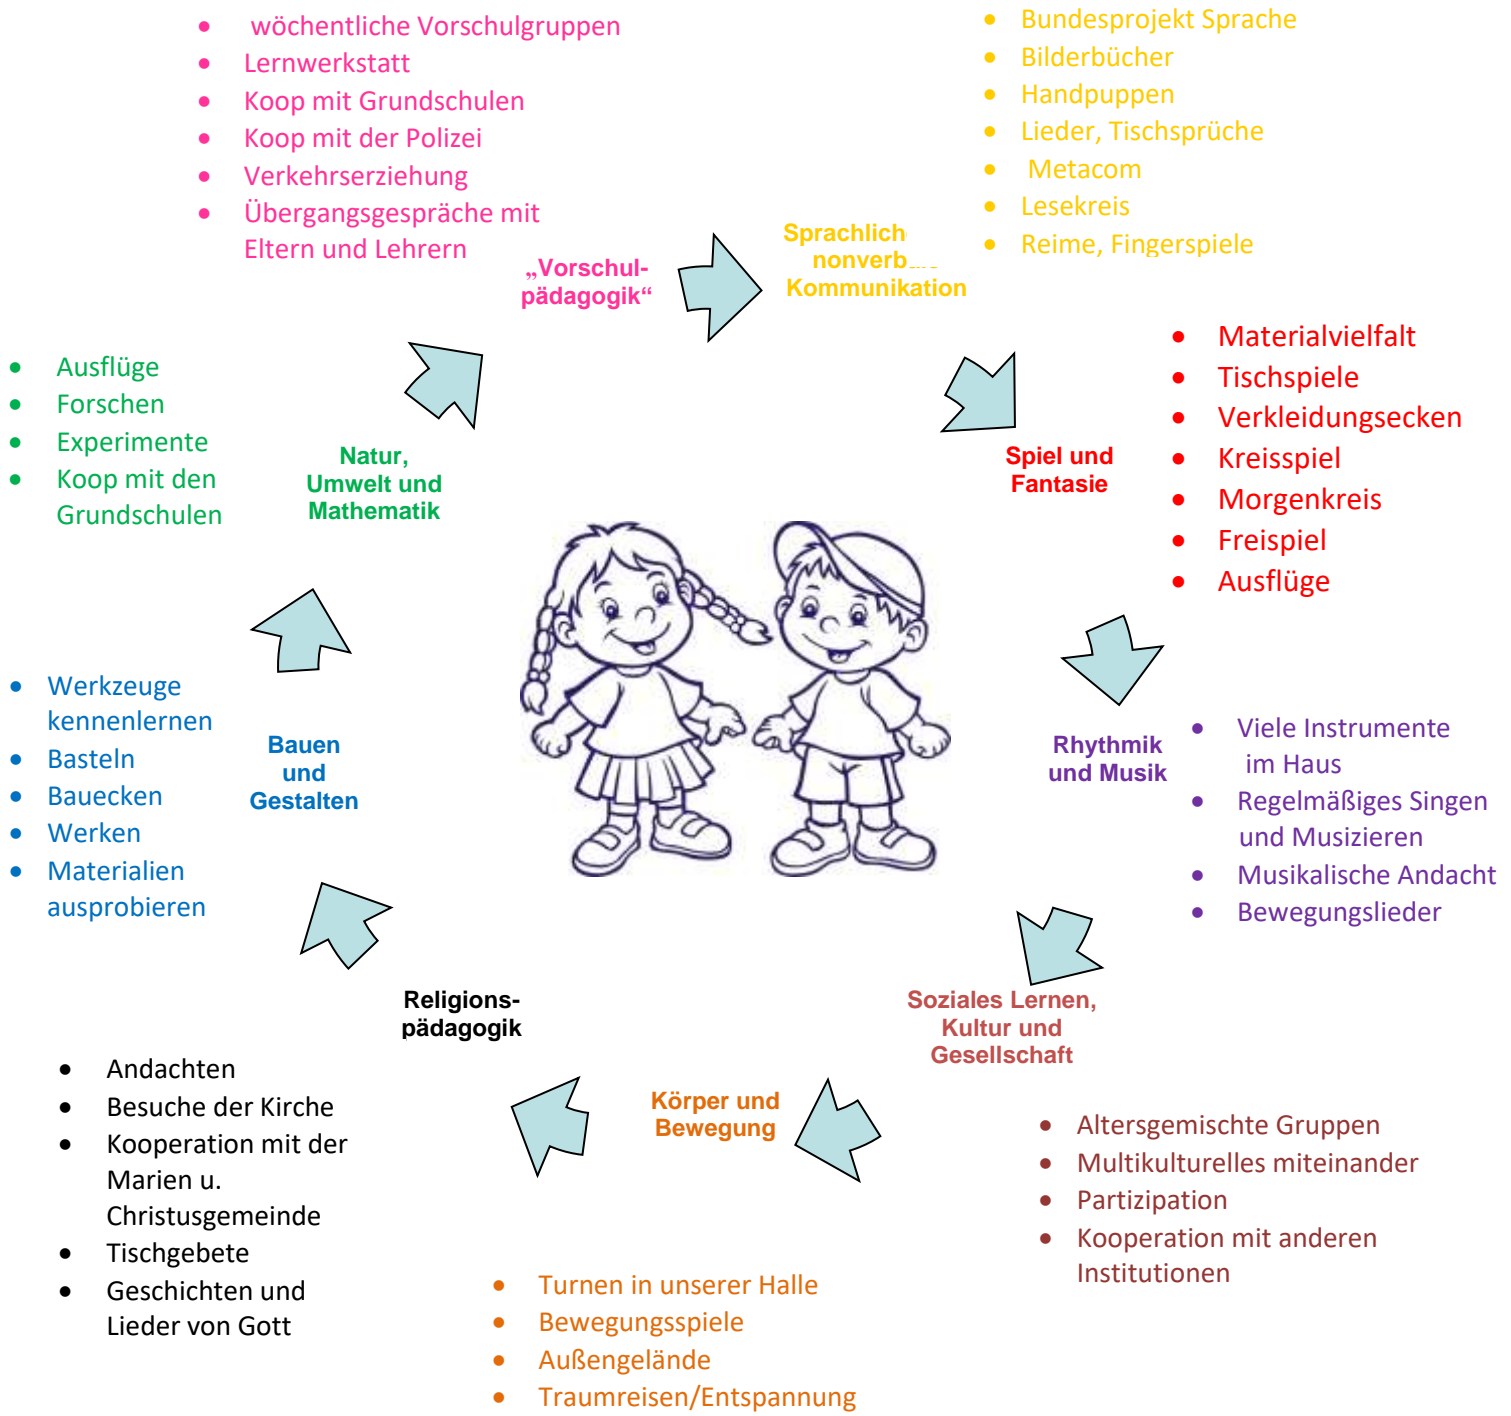 wöchentliche Vorschulgruppen
Lernwerkstatt
Koop mit Grundschulen
Koop mit der Polizei
Verkehrserziehung
Übergangsgespräche mit
Eltern und Lehrern
„Vorschul-
pädagogik“
Bundesprojekt Sprache
Bilderbücher
Handpuppen
Lieder, Tischsprüche
Metacom
Lesekreis
Reime, Fingerspiele
Sprachlich
Kommunikation
Materialvielfalt
Tischspiele
Verkleidungsecken
Kreisspiel
Morgenkreis
Freispiel
Ausflüge
Spiel und
Fantasie
Viele Instrumente
im Haus
Regelmäßiges Singen
und Musizieren
Musikalische Andacht
Bewegungslieder
Rhythmik
und Musik
Soziales Lernen,
Kultur und
Gesellschaft
Altersgemischte Gruppen
Multikulturelles miteinander
Partizipation
Kooperation mit anderen
Institutionen
Körper und
Bewegung
Turnen in unserer Halle
Bewegungsspiele
Außengelände
Traumreisen/Entspannung
Religions-
pädagogik
Andachten
Besuche der Kirche
Kooperation mit der
Marien u.
Christusgemeinde
Tischgebete
Geschichten und
Lieder von Gott
Bauen
und
Gestalten
Werkzeuge
kennenlernen
Basteln
Bauecken
Werken
Materialien
ausprobieren
Natur,
Umwelt und
Mathematik
Ausflüge
Forschen
Experimente
Koop mit den
Grundschulen